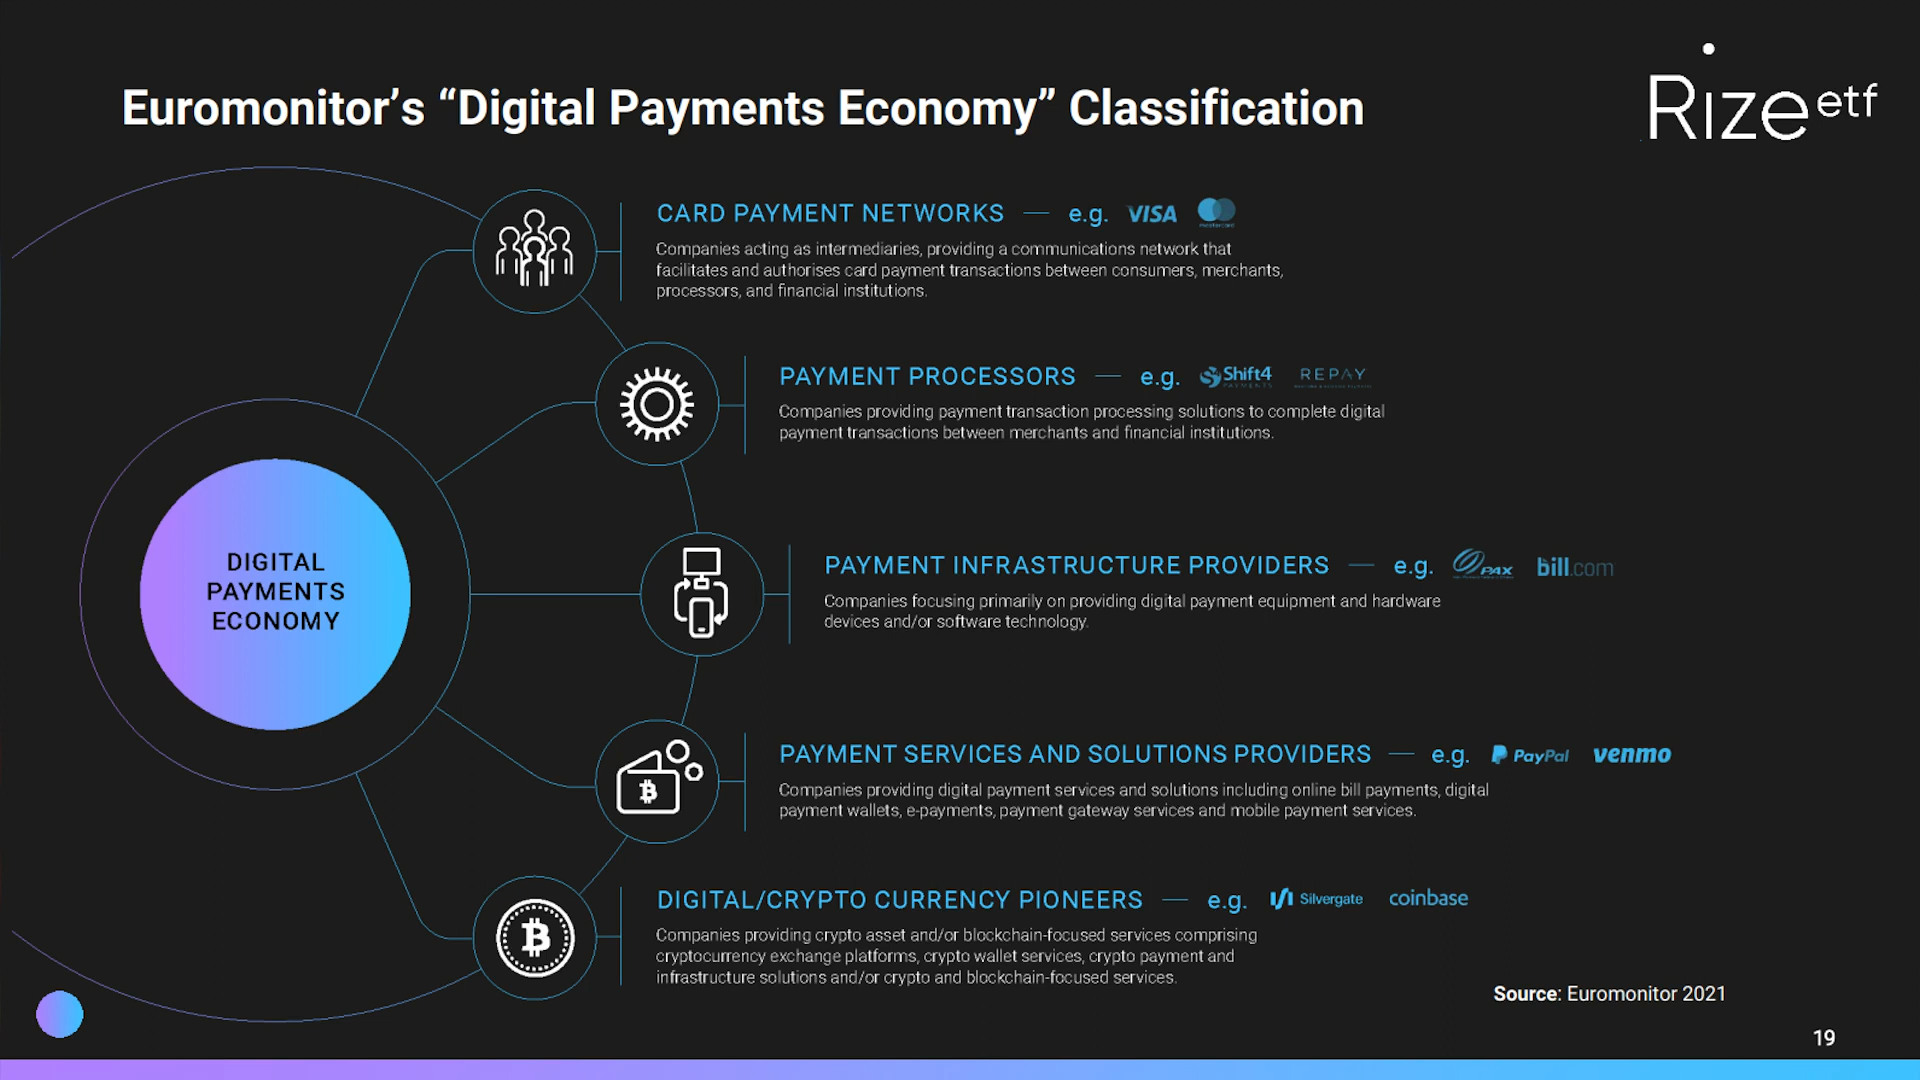 Rize etf
Euromonitor’s “Digital Payments Economy” Classification
CARD PAYMENT NETWORKS — e.g. VISA mastercard
Companies acting as intermediaries, providing a communications network that
facilitates and authorises card payment transactions between consumers, merchants,
processors, and financial institutions.
PAYMENT PROCESSORS — e.g. Shift4 PAYMENTS REPAY
Companies providing payment transaction processing solutions to complete digital
payment transactions between merchants and financial institutions.
DIGITAL
PAYMENTS
ECONOMY
PAYMENT INFRASTRUCTURE PROVIDERS — e.g. PAX bill.com
Companies focusing primarily on providing digital payment equipment and hardware
devices and/or software technology.
PAYMENT SERVICES AND SOLUTIONS PROVIDERS — e.g. PayPal venmo
Companies providing digital payment services and solutions including online bill payments, digital
payment wallets, e-payments, payment gateway services and mobile payment services.
DIGITAL/CRYPTO CURRENCY PIONEERS — e.g. Silvergate coinbase
Companies providing crypto asset and/or blockchain-focused services comprising
cryptocurrency exchange platforms, crypto wallet services, crypto payment and
infrastructure solutions and/or crypto and blockchain-focused services.
Source: Euromonitor 2021
19